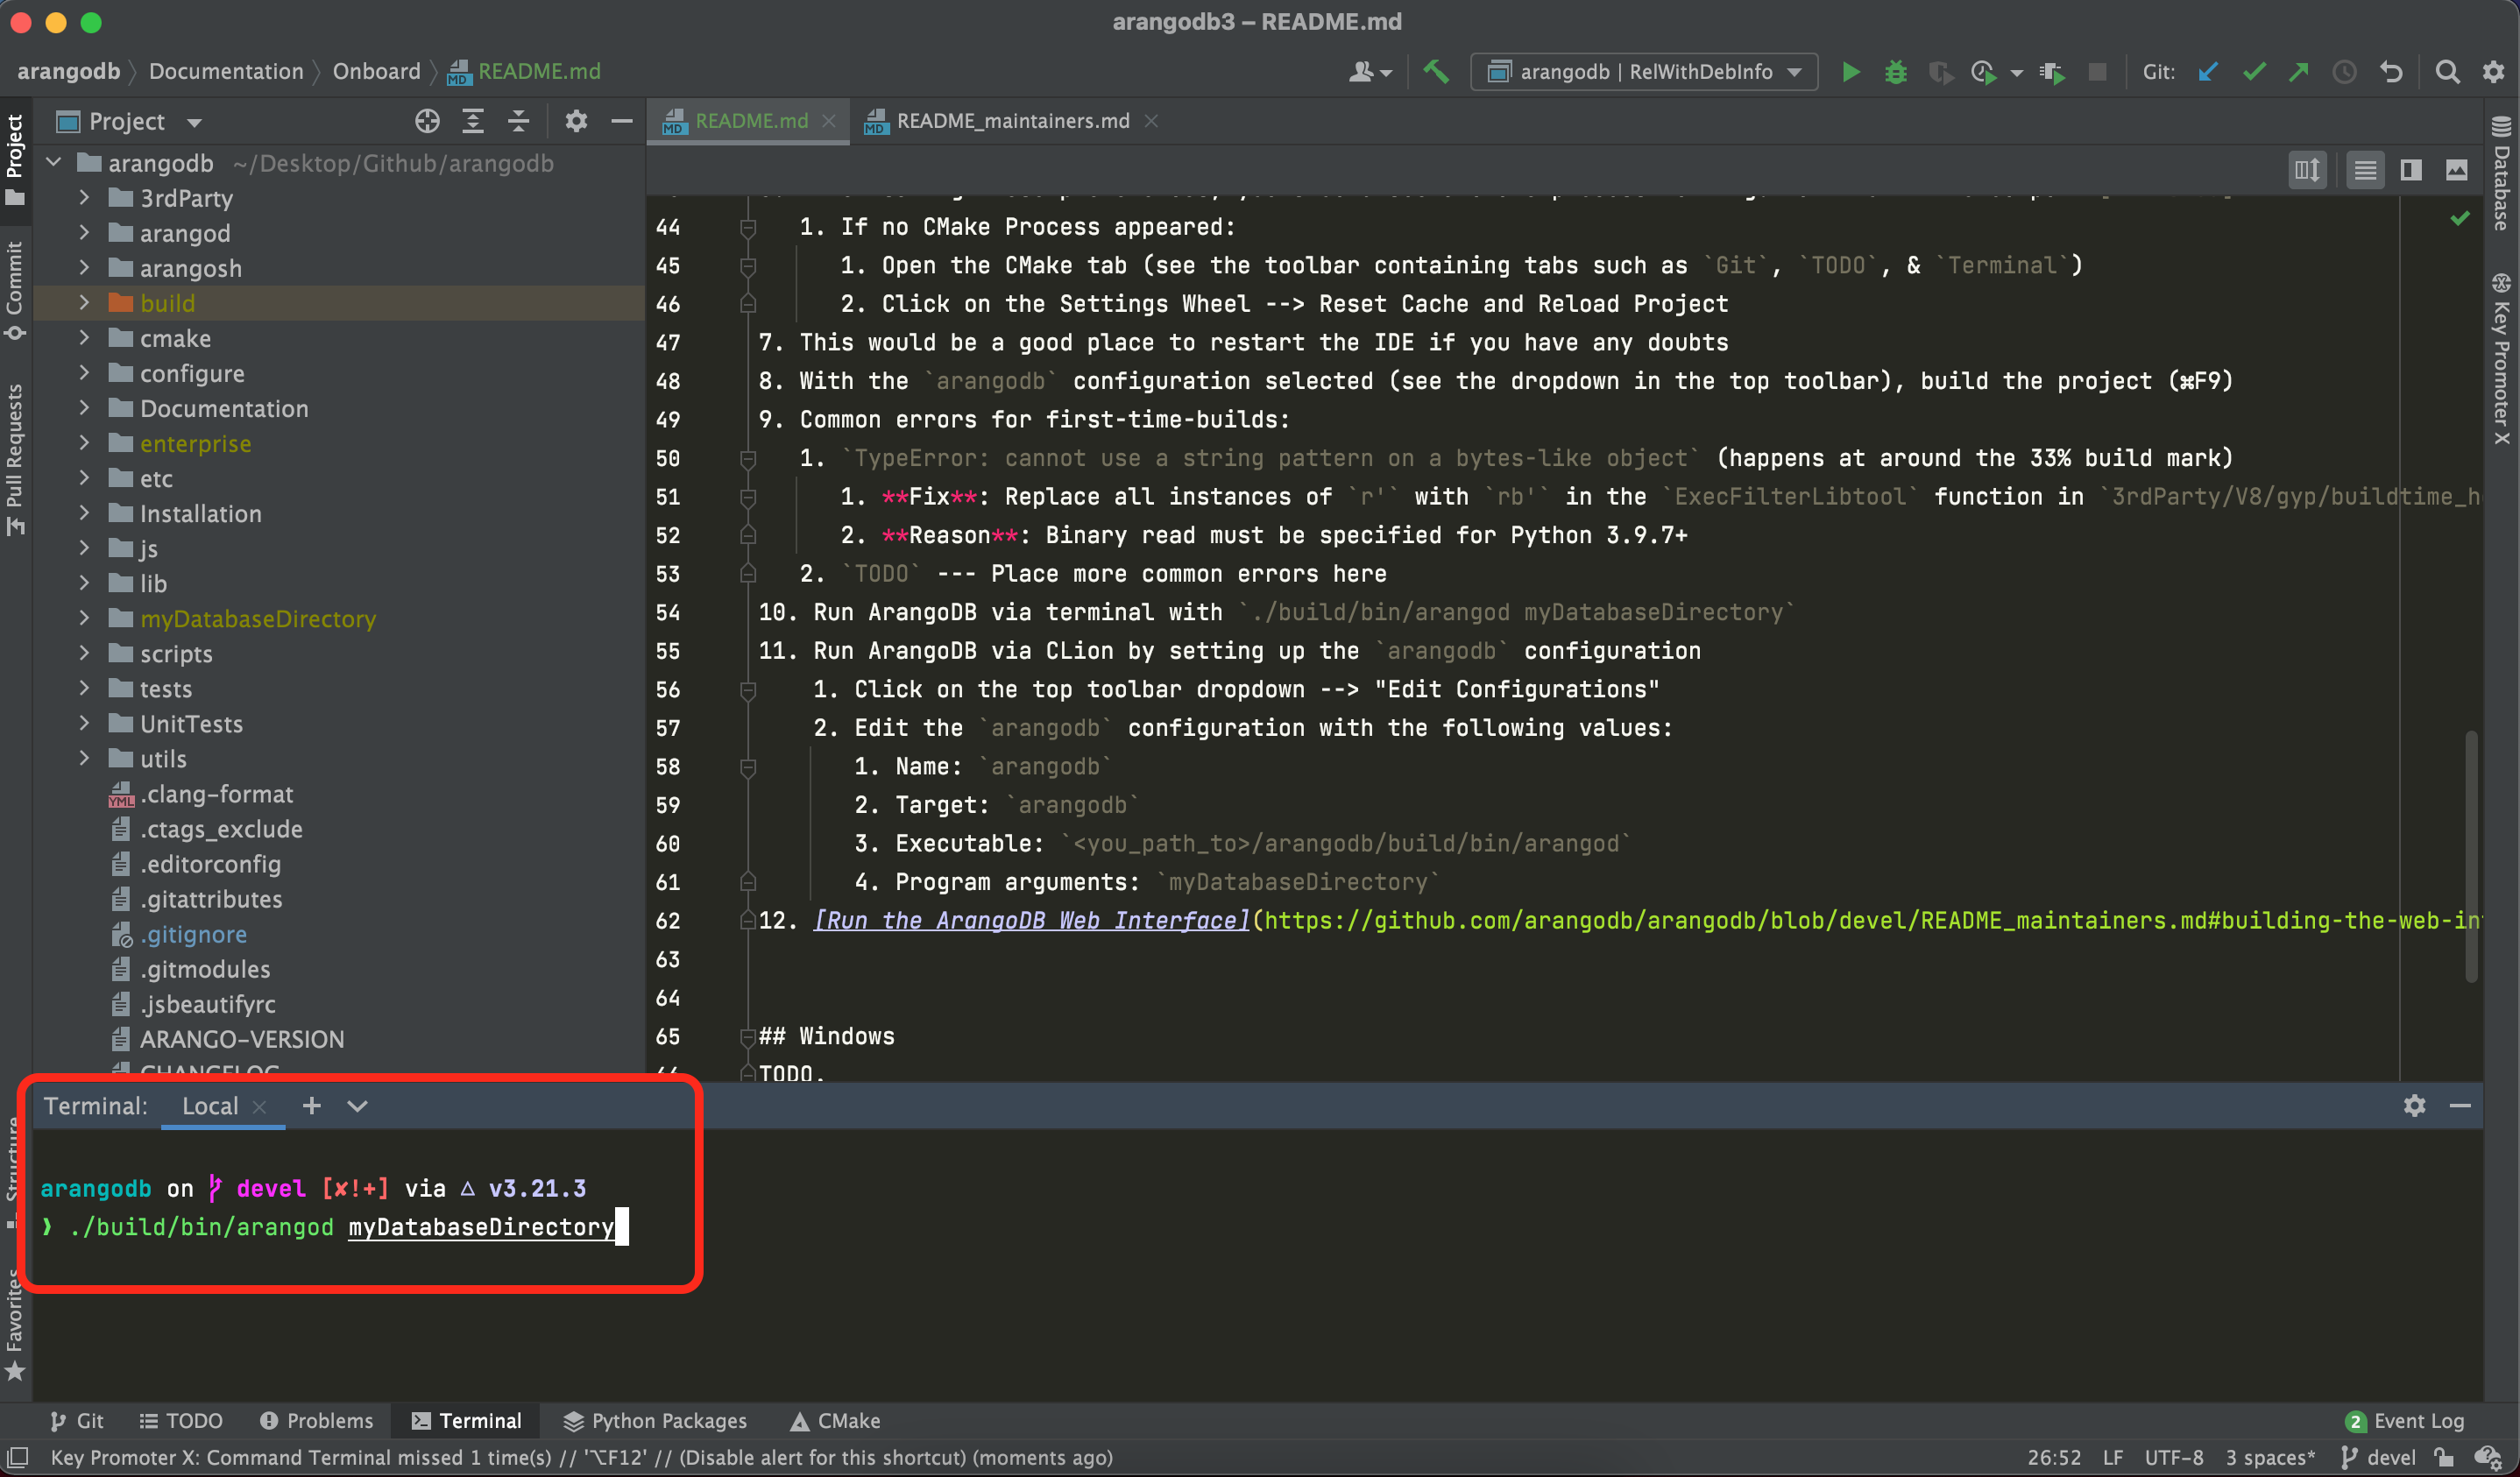 arangodb3 – README.md
arangodb Documentation Onboard README.md
arangodb | RelWithDebInfo Git:
Project
README.md README_maintainers.md
Project
Commit
Pull Requests
Structure
Favorites
arangodb ~/Desktop/Github/arangodb
3rdParty
arangod
arangosh
build
cmake
configure
Documentation
enterprise
etc
Installation
js
lib
myDatabaseDirectory
scripts
tests
UnitTests
utils
.clang-format
.ctags_exclude
.editorconfig
.gitattributes
.gitignore
.gitmodules
.jsbeautifyrc
ARANGO-VERSION
CHANGELOG
44 1. If no CMake Process appeared:
45 1. Open the CMake tab (see the toolbar containing tabs such as `Git`, `TODO`, & `Terminal`)
46 2. Click on the Settings Wheel --> Reset Cache and Reload Project
47 7. This would be a good place to restart the IDE if you have any doubts
48 8. With the `arangodb` configuration selected (see the dropdown in the top toolbar), build the project (⌘F9)
49 9. Common errors for first-time-builds:
50 1. `TypeError: cannot use a string pattern on a bytes-like object` (happens at around the 33% build mark)
51 1. **Fix**: Replace all instances of `r'` with `rb'` in the `ExecFilterLibtool` function in `3rdParty/V8/gyp/buildtime_h
52 2. **Reason**: Binary read must be specified for Python 3.9.7+
53 2. `TODO` --- Place more common errors here
54 10. Run ArangoDB via terminal with `./build/bin/arangod myDatabaseDirectory`
55 11. Run ArangoDB via CLion by setting up the `arangodb` configuration
56 1. Click on the top toolbar dropdown --> "Edit Configurations"
57 2. Edit the `arangodb` configuration with the following values:
58 1. Name: `arangodb`
59 2. Target: `arangodb`
60 3. Executable: `<you_path_to>/arangodb/build/bin/arangod`
61 4. Program arguments: `myDatabaseDirectory`
62 12. [Run the ArangoDB Web Interface](https://github.com/arangodb/arangodb/blob/devel/README_maintainers.md#building-the-web-in
63
64
65 ## Windows
66 TODO.
Database
Key Promoter X
Terminal: Local
arangodb on devel [✘!+] via △ v3.21.3
❯ ./build/bin/arangod myDatabaseDirectory
Git TODO Problems Terminal Python Packages CMake 2 Event Log
Key Promoter X: Command Terminal missed 1 time(s) // '⌥F12' // (Disable alert for this shortcut) (moments ago) 26:52 LF UTF-8 3 spaces* devel